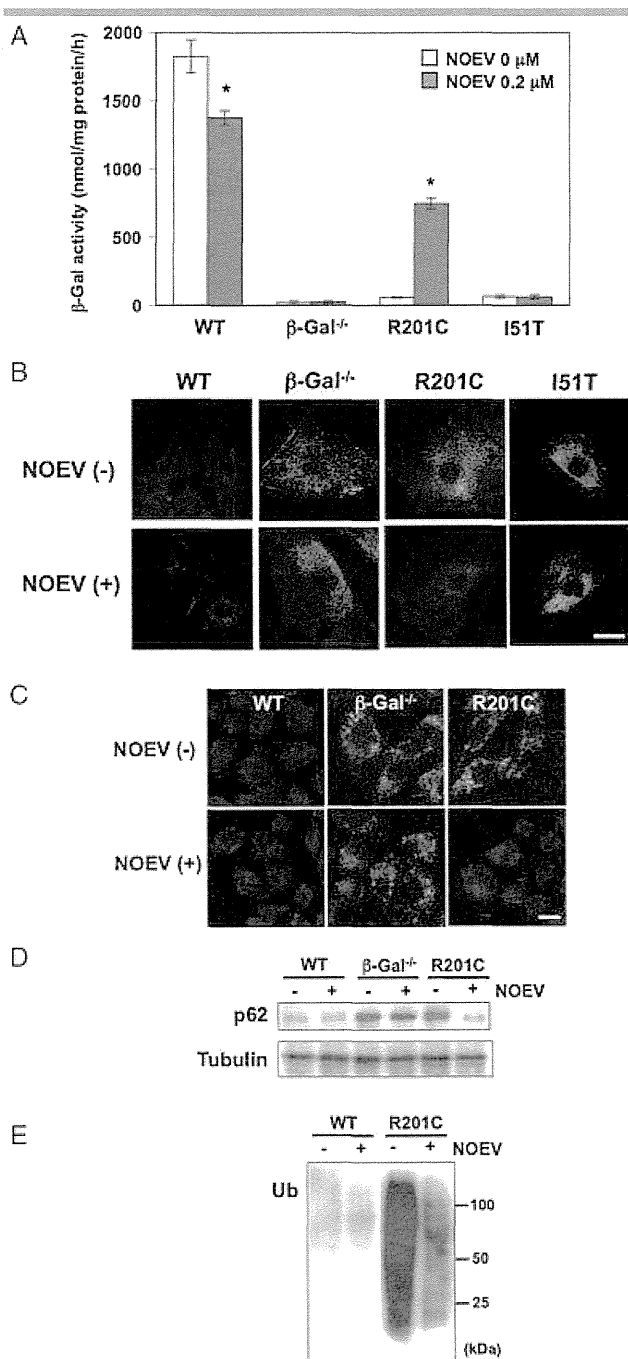 A
2000
1500
1000
500
0
β-Gal activity (nmol/mg protein/h)
NOEV 0 µM
NOEV 0.2 µM
*
*
WT β-Gal-/- R201C I51T
B
WT β-Gal-/- R201C I51T
NOEV (-)
NOEV (+)
C
WT β-Gal-/- R201C
NOEV (-)
NOEV (+)
D
WT β-Gal-/- R201C
- + - + - + NOEV
p62
Tubulin
E
WT R201C
- + - + NOEV
Ub
100
50
25
(kDa)